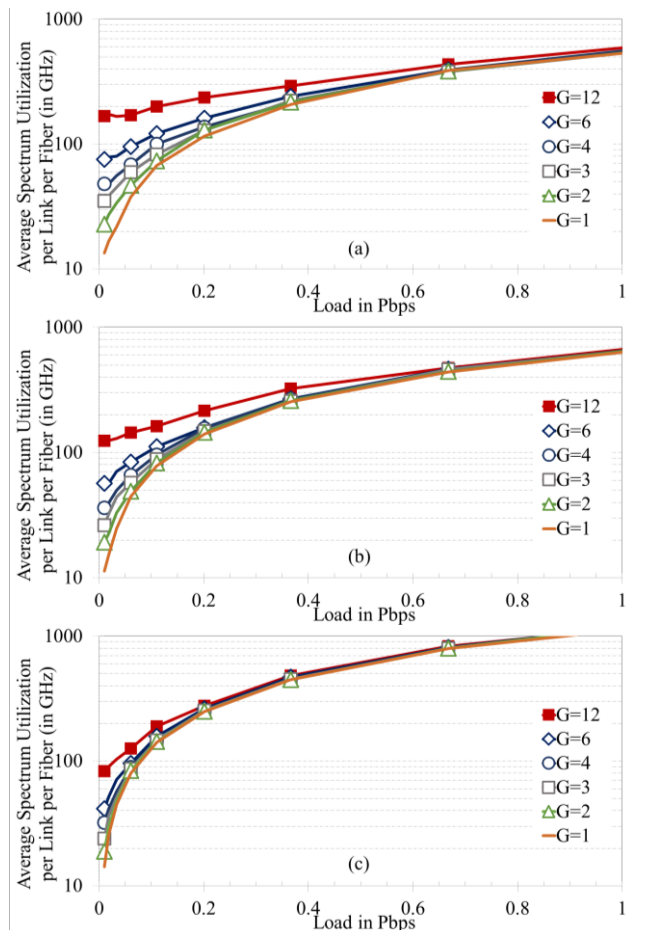 1000
100
10
Average Spectrum Utilization
per Link per Fiber (in GHz)
G=12
G=6
G=4
G=3
G=2
G=1
(a)
0
0.2
0.4
0.6
0.8
1
Load in Pbps
1000
100
10
Average Spectrum Utilization
per Link per Fiber (in GHz)
G=12
G=6
G=4
G=3
G=2
G=1
(b)
0
0.2
0.4
0.6
0.8
1
Load in Pbps
1000
100
10
Average Spectrum Utilization
per Link per Fiber (in GHz)
G=12
G=6
G=4
G=3
G=2
G=1
(c)
0
0.2
0.4
0.6
0.8
1
Load in Pbps